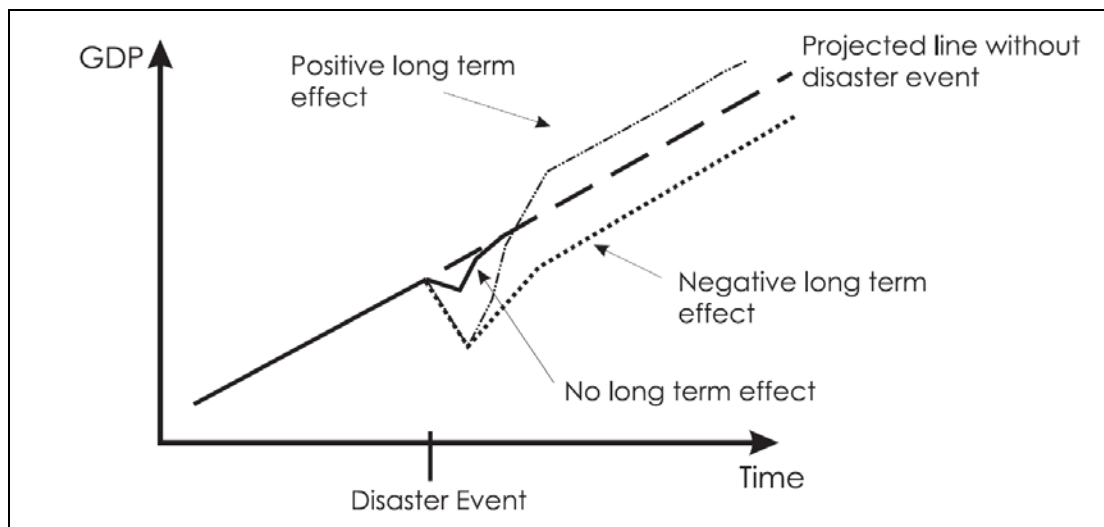 GDP
Positive long term
effect
Projected line without
disaster event
Negative long term
effect
No long term effect
Time
Disaster Event